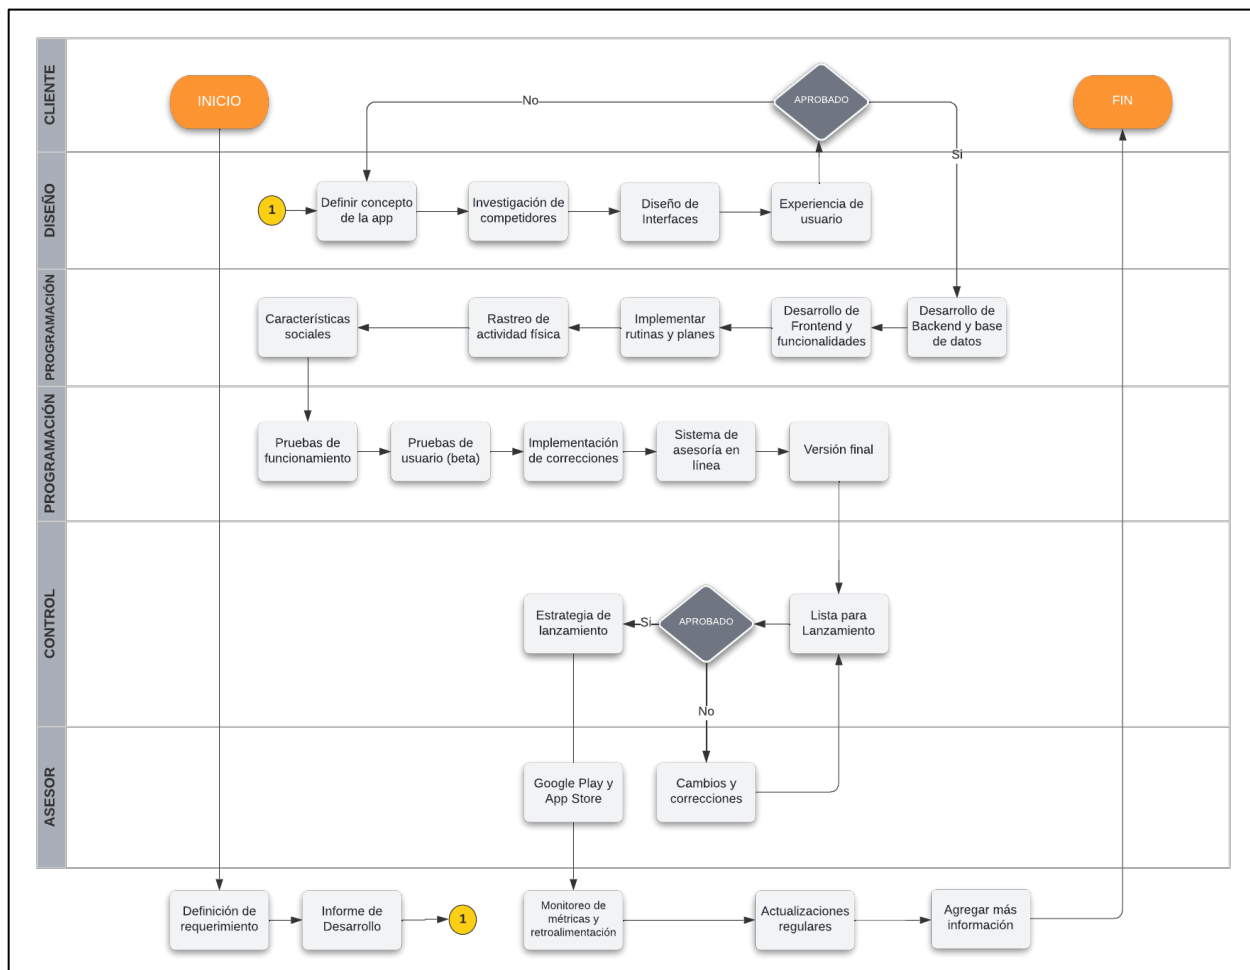 CLIENTE
INICIO
No
APROBADO
FIN
Si
DISEÑO
1
Definir concepto
de la app
Investigación de
competidores
Diseño de
Interfaces
Experiencia de
usuario
PROGRAMACIÓN
Características
sociales
Rastreo de
actividad física
Implementar
rutinas y planes
Desarrollo de
Frontend y
funcionalidades
Desarrollo de
Backend y base
de datos
PROGRAMACIÓN
Pruebas de
funcionamiento
Pruebas de
usuario (beta)
Implementación
de correcciones
Sistema de
asesoría en
línea
Versión final
CONTROL
Estrategia de
lanzamiento
Si
APROBADO
Lista para
Lanzamiento
No
ASESOR
Google Play y
App Store
Cambios y
correcciones
Definición de
requerimiento
Informe de
Desarrollo
1
Monitoreo de
métricas y
retroalimentación
Actualizaciones
regulares
Agregar más
información